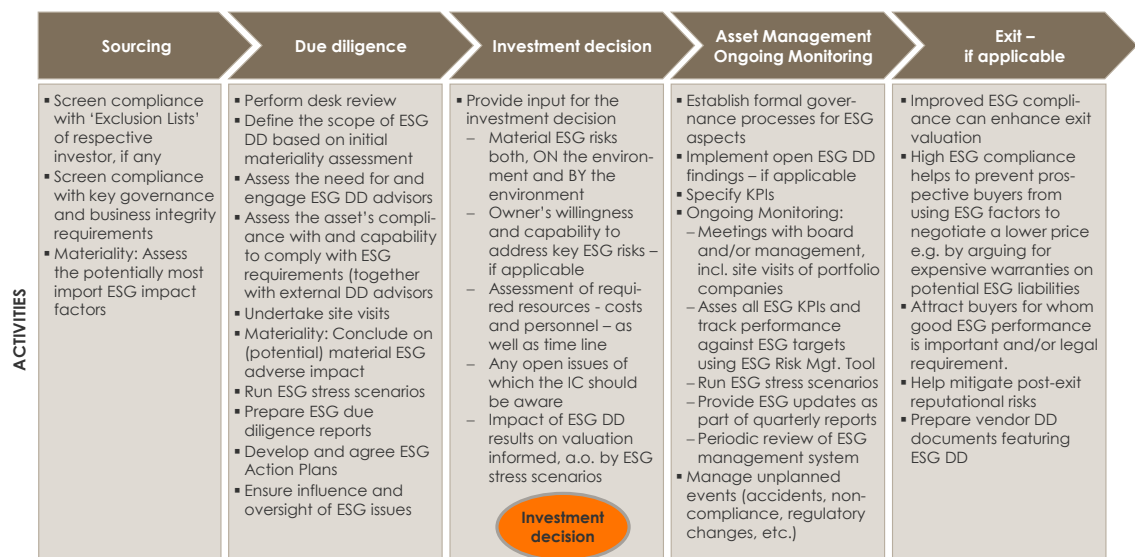 Sourcing
Due diligence
Investment decision
Asset Management
Ongoing Monitoring
Exit –
if applicable
ACTIVITIES
▪ Screen compliance
with ‘Exclusion Lists’
of respective
investor, if any
▪ Screen compliance
with key governance
and business integrity
requirements
▪ Materiality: Assess
the potentially most
import ESG impact
factors
▪ Perform desk review
▪ Define the scope of ESG
DD based on initial
materiality assessment
▪ Assess the need for and
engage ESG DD advisors
▪ Assess the asset’s compli-
ance with and capability
to comply with ESG
requirements (together
with external DD advisors
▪ Undertake site visits
▪ Materiality: Conclude on
(potential) material ESG
adverse impact
▪ Run ESG stress scenarios
▪ Prepare ESG due
diligence reports
▪ Develop and agree ESG
Action Plans
▪ Ensure influence and
oversight of ESG issues
▪ Provide input for the
investment decision
– Material ESG risks
both, ON the environ-
ment and BY the
environment
– Owner’s willingness
and capability to
address key ESG risks –
if applicable
– Assessment of requi-
red resources - costs
and personnel – as
well as time line
– Any open issues of
which the IC should
be aware
– Impact of ESG DD
results on valuation
informed, a.o. by ESG
stress scenarios
Investment
decision
▪ Establish formal gover-
nance processes for ESG
aspects
▪ Implement open ESG DD
findings – if applicable
▪ Specify KPIs
▪ Ongoing Monitoring:
– Meetings with board
and/or management,
incl. site visits of portfolio
companies
– Asses all ESG KPIs and
track performance
against ESG targets
using ESG Risk Mgt. Tool
– Run ESG stress scenarios
– Provide ESG updates as
part of quarterly reports
– Periodic review of ESG
management system
▪ Manage unplanned
events (accidents, non-
compliance, regulatory
changes, etc.)
▪ Improved ESG compli-
ance can enhance exit
valuation
▪ High ESG compliance
helps to prevent pros-
pective buyers from
using ESG factors to
negotiate a lower price
e.g. by arguing for
expensive warranties on
potential ESG liabilities
▪ Attract buyers for whom
good ESG performance
is important and/or legal
requirement.
▪ Help mitigate post-exit
reputational risks
▪ Prepare vendor DD
documents featuring
ESG DD